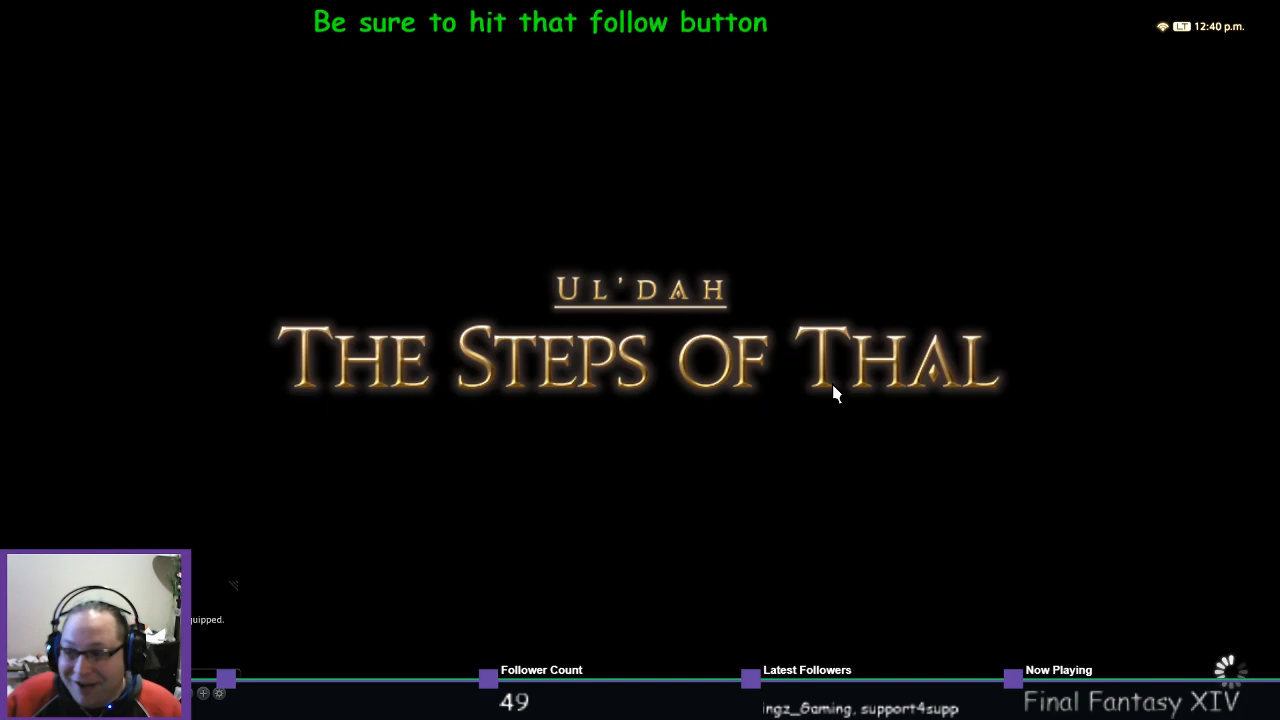 Be sure to hit that follow button
LT 12:40 p.m.
UL'DAH
THE STEPS OF THAL
Follower Count
Latest Followers
Now Playing
49
ingz_Gaming, support4supp
Final Fantasy XIV